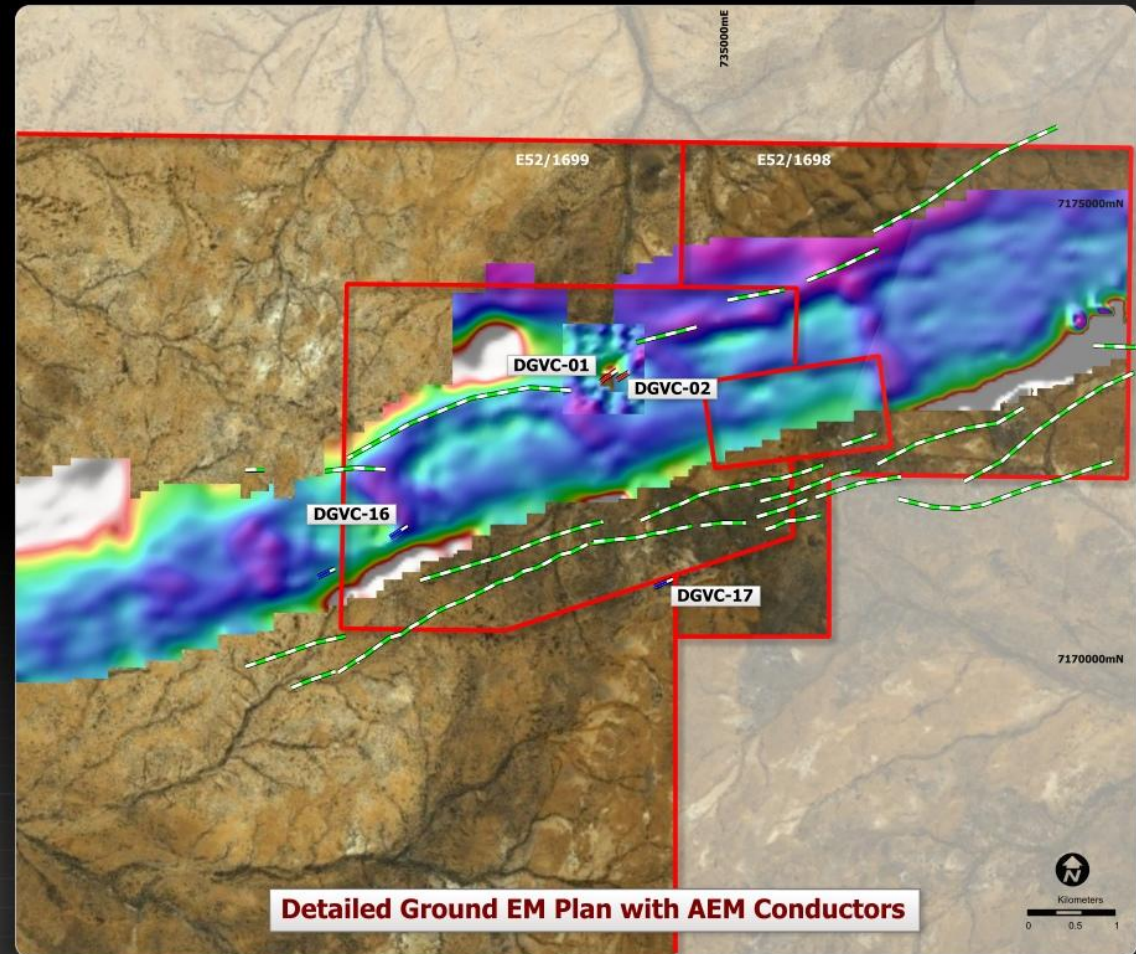 735000mE
E52/1699
E52/1698
7175000mN
DGVC-01
DGVC-02
DGVC-16
DGVC-17
7170000mN
N
Kilometers
0 0.5 1
Detailed Ground EM Plan with AEM Conductors